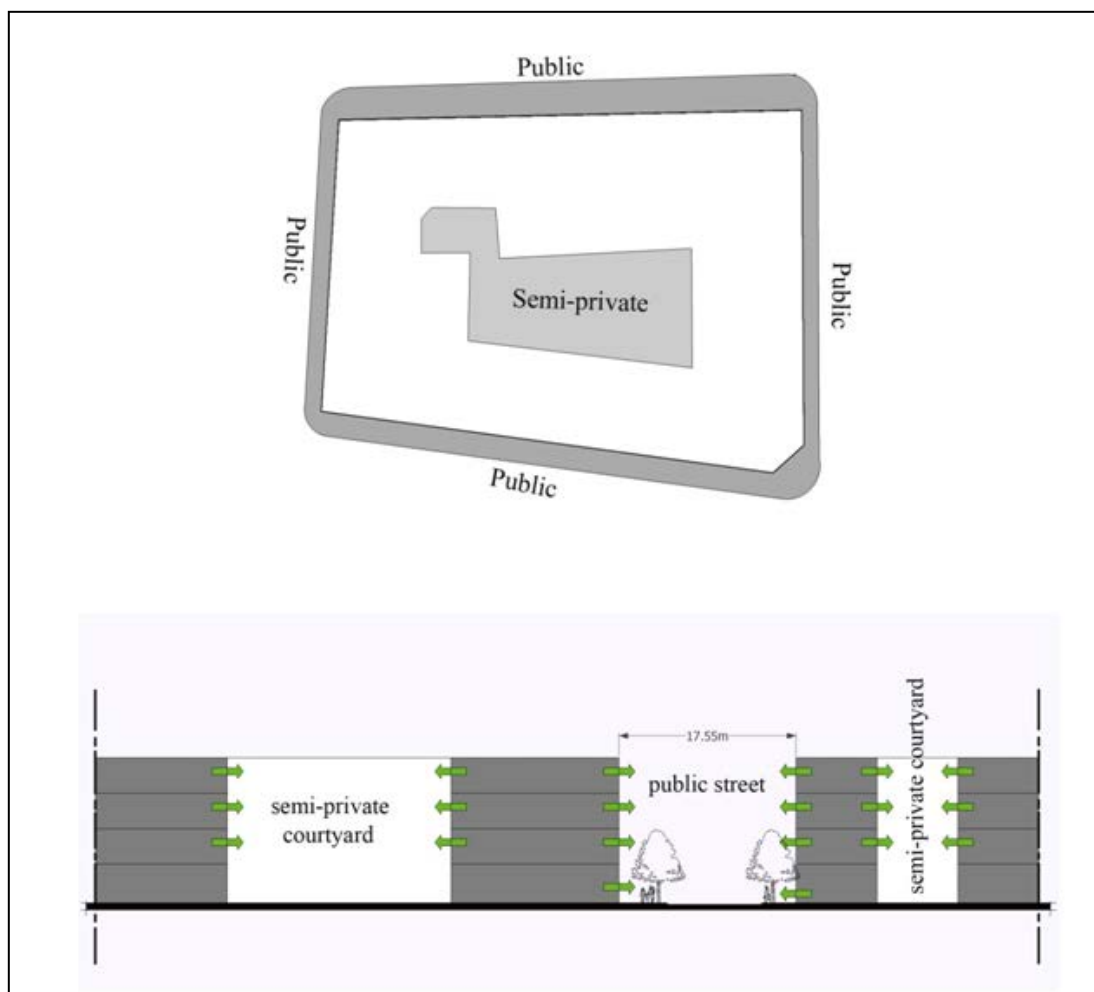 Public
Public
Public
Semi-private
Public
17.55m
public street
semi-private
courtyard
semi-private courtyard